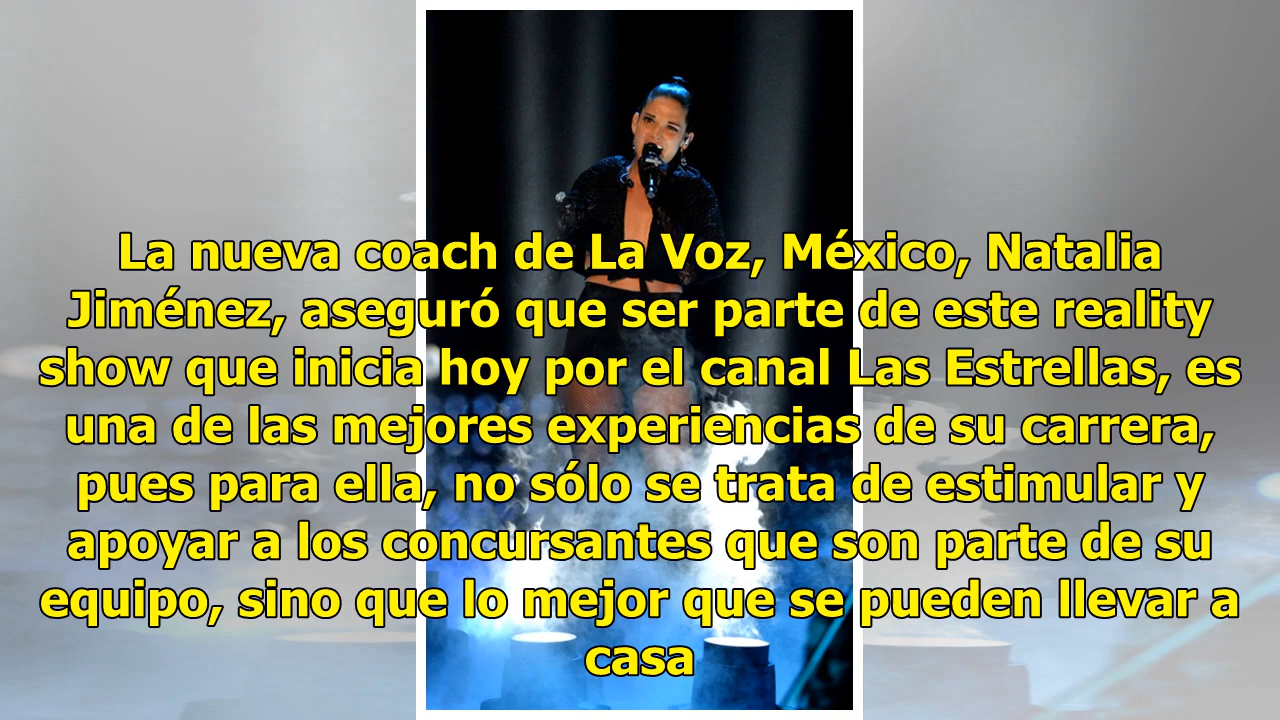 La nueva coach de La Voz, México, Natalia
Jiménez, aseguró que ser parte de este reality
show que inicia hoy por el canal Las Estrellas, es
una de las mejores experiencias de su carrera,
pues para ella, no sólo se trata de estimular y
apoyar a los concursantes que son parte de su
equipo, sino que lo mejor que se pueden llevar a
casa